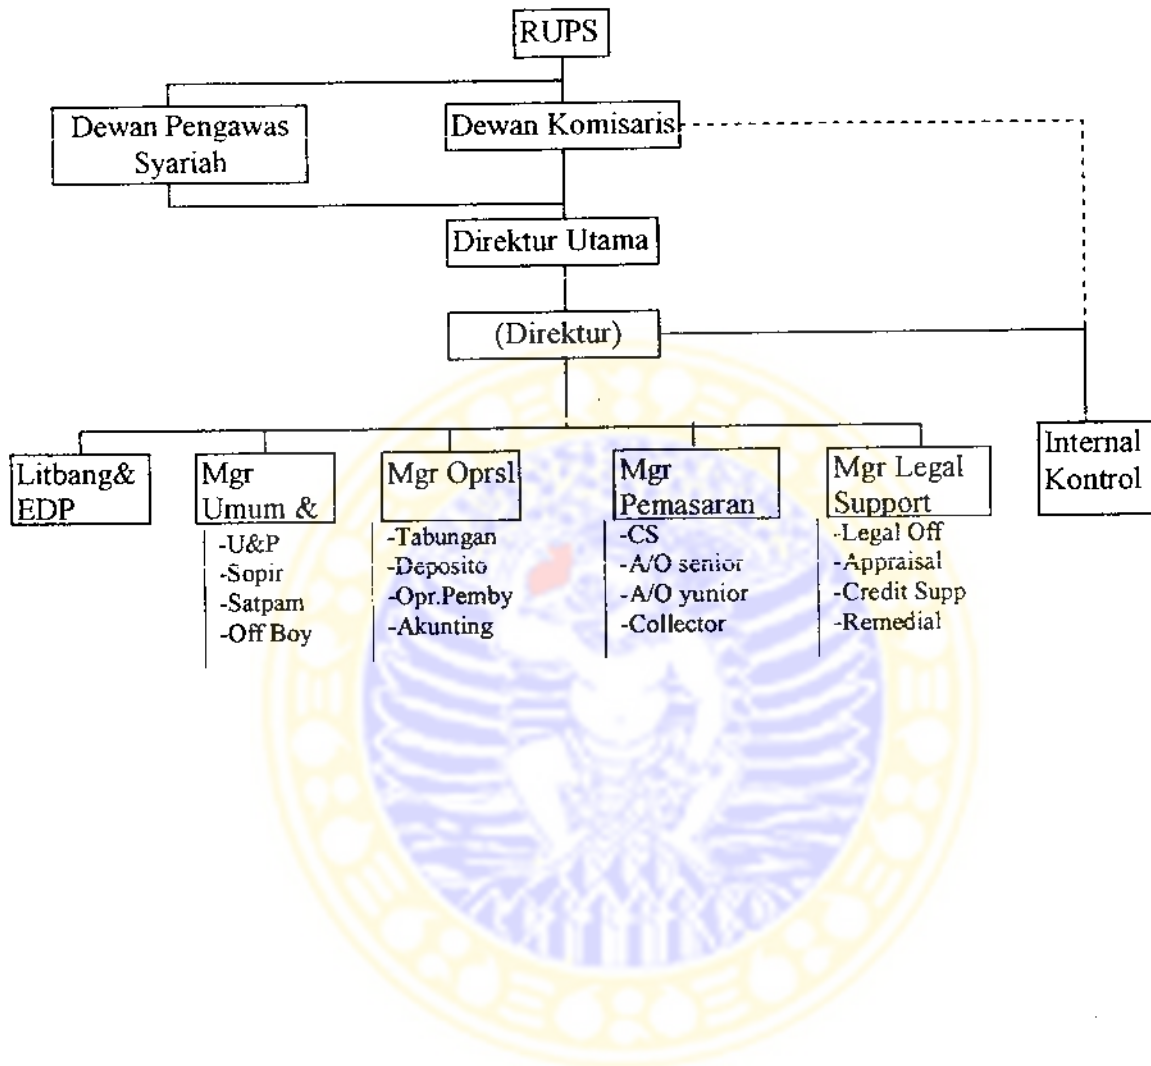 RUPS
Dewan Pengawas
Syariah
Dewan Komisaris
Direktur Utama
(Direktur)
Litbang&
EDP
Mgr
Umum &
-U&P
-Sopir
-Satpam
-Off Boy
Mgr Oprsl
-Tabungan
-Deposito
-Opr.Pemby
-Akunting
Mgr
Pemasaran
-CS
-A/O senior
-A/O yunior
-Collector
Mgr Legal
Support
-Legal Off
-Appraisal
-Credit Supp
-Remedial
Internal
Kontrol